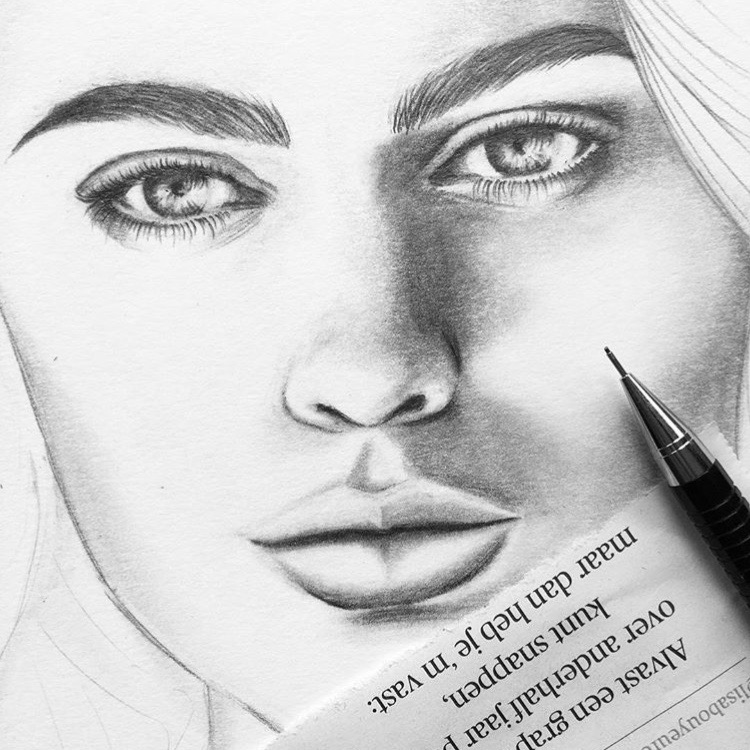 Alvast een grap
over anderhalf jaar
kunt snappen,
maar dan heb je 'm vast: